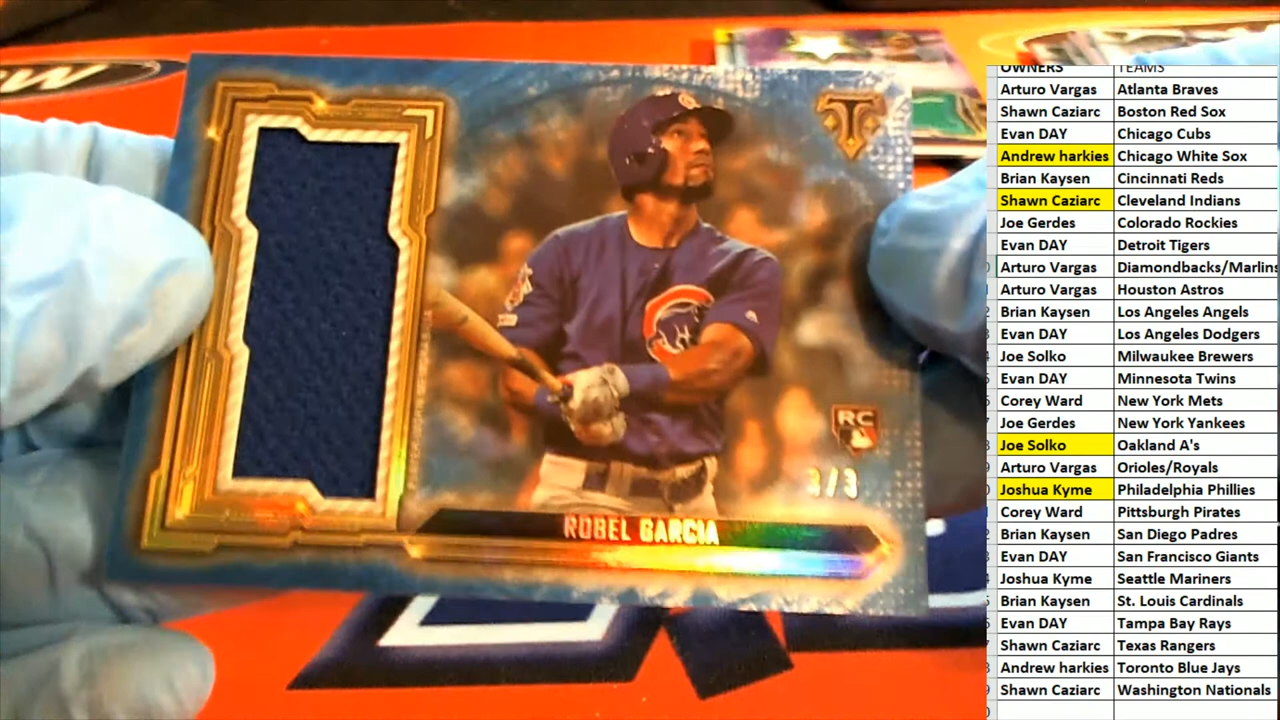 RC
3/3
ROBEL GARCIA
OWNERS TEAMS
Arturo Vargas Atlanta Braves
Shawn Caziarc Boston Red Sox
Evan DAY Chicago Cubs
Andrew harkies Chicago White Sox
Brian Kaysen Cincinnati Reds
Shawn Caziarc Cleveland Indians
Joe Gerdes Colorado Rockies
Evan DAY Detroit Tigers
Arturo Vargas Diamondbacks/Marlins
Arturo Vargas Houston Astros
Brian Kaysen Los Angeles Angels
Evan DAY Los Angeles Dodgers
Joe Solko Milwaukee Brewers
Evan DAY Minnesota Twins
Corey Ward New York Mets
Joe Gerdes New York Yankees
Joe Solko Oakland A's
Arturo Vargas Orioles/Royals
Joshua Kyme Philadelphia Phillies
Corey Ward Pittsburgh Pirates
Brian Kaysen San Diego Padres
Evan DAY San Francisco Giants
Joshua Kyme Seattle Mariners
Brian Kaysen St. Louis Cardinals
Evan DAY Tampa Bay Rays
Shawn Caziarc Texas Rangers
Andrew harkies Toronto Blue Jays
Shawn Caziarc Washington Nationals